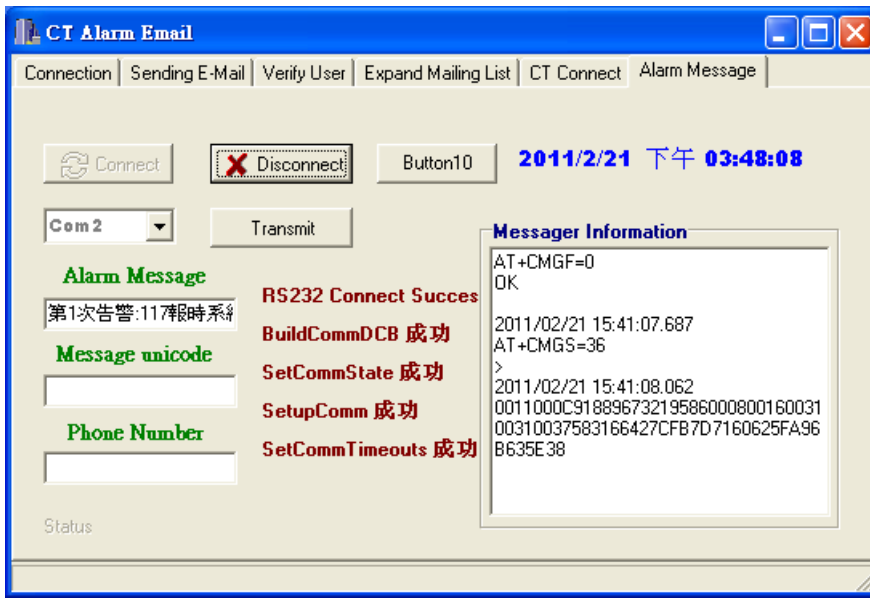 CT Alarm Email
Connection Sending E-Mail Verify User Expand Mailing List CT Connect Alarm Message
Connect Disconnect Button10 2011/2/21 下午 03:48:08
Com2 Transmit
Alarm Message
第1次告警:117報時系統
Message unicode
Phone Number
Status
RS232 Connect Succes
BuildCommDCB 成功
SetCommState 成功
SetupComm 成功
SetCommTimeouts 成功
Messager Information
AT+CMGF=0
OK
2011/02/21 15:41:07.687
AT+CMGS=36
>
2011/02/21 15:41:08.062
0011000C9188967321958600080016003​1
00310037583166427CFB7D7160625FA96
B635E38